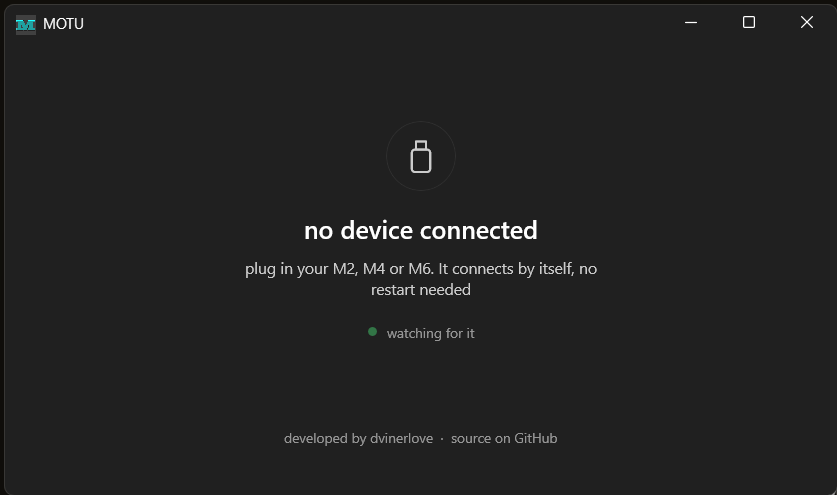 MOTU
no device connected
plug in your M2, M4 or M6. It connects by itself, no
restart needed
watching for it
developed by dvinerlove · source on GitHub